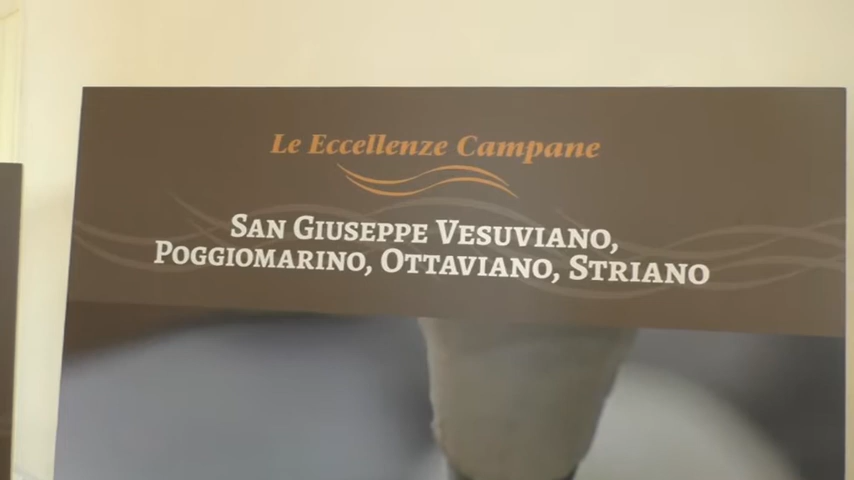 Le Eccellenze Campane
San Giuseppe Vesuviano,
Poggiomarino, Ottaviano, Striano